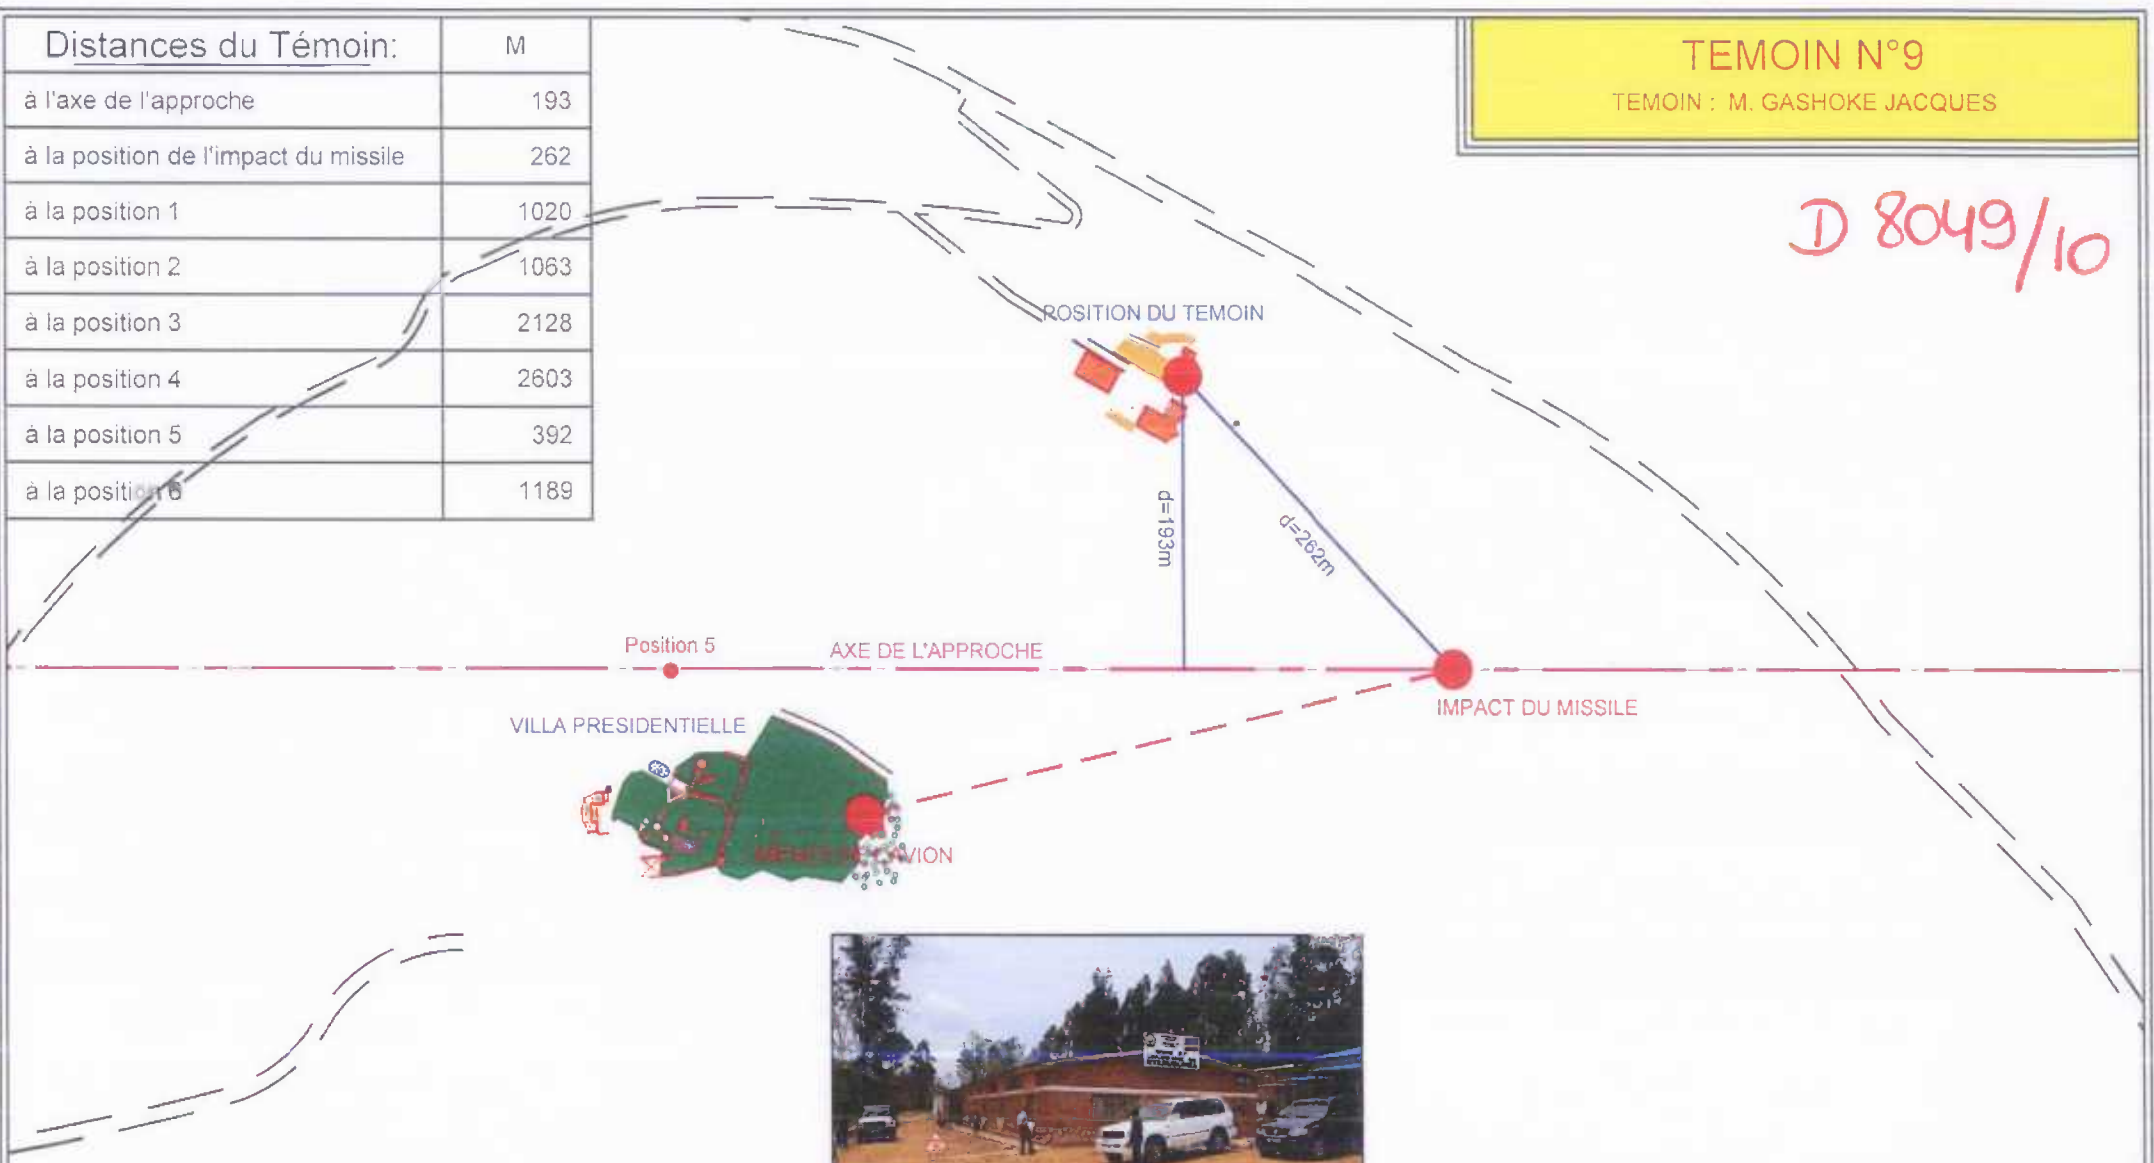 Distances du Témoin: M
à l'axe de l'approche 193
à la position de l'impact du missile 262
à la position 1 1020
à la position 2 1063
à la position 3 2128
à la position 4 2603
à la position 5 392
à la position 6 1189
TEMOIN N°9
TEMOIN : M. GASHOKE JACQUES
D 8049/10
POSITION DU TEMOIN
d=193m
d=262m
Position 5
AXE DE L'APPROCHE
IMPACT DU MISSILE
VILLA PRESIDENTIELLE
AVION